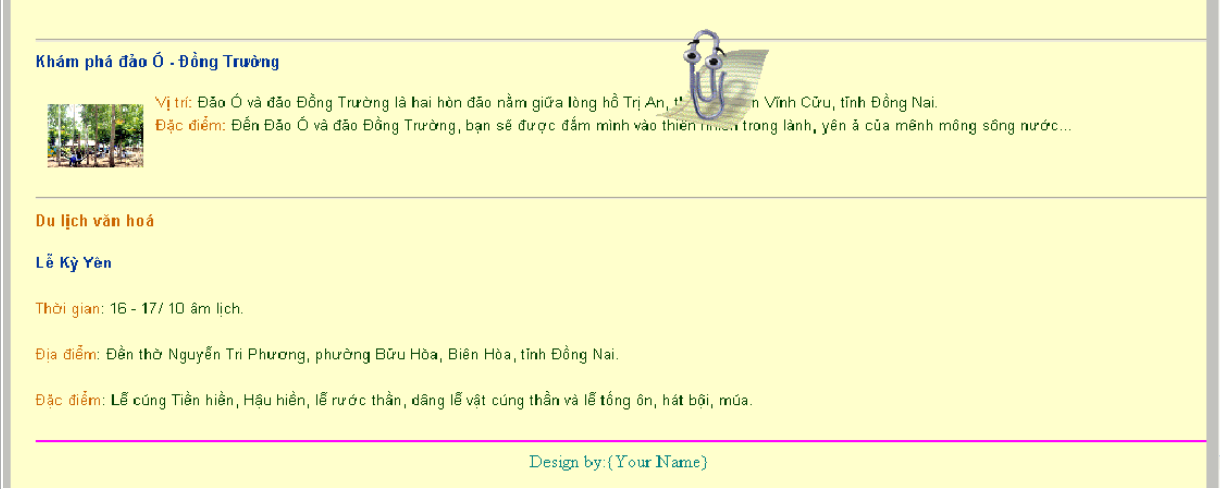 Khám phá đảo Ó - Đồng Trường
Vị trí: Đảo Ó và đảo Đồng Trường là hai hòn đảo nằm giữa lòng hồ Trị An, Vĩnh Cửu, tỉnh Đồng Nai.
Đặc điểm: Đến Đảo Ó và đảo Đồng Trường, bạn sẽ được đắm mình vào thiên nhiên trong lành, yên ả của mênh mông sông nước...
Du lịch văn hoá
Lễ Kỳ Yên
Thời gian: 16 - 17/ 10 âm lịch.
Địa điểm: Đền thờ Nguyễn Tri Phương, phường Bửu Hòa, Biên Hòa, tỉnh Đồng Nai.
Đặc điểm: Lễ cúng Tiền hiền, Hậu hiền, lễ rước thần, dâng lễ vật cúng thần và lễ tống ôn, hát bội, múa.
Design by:{Your Name}